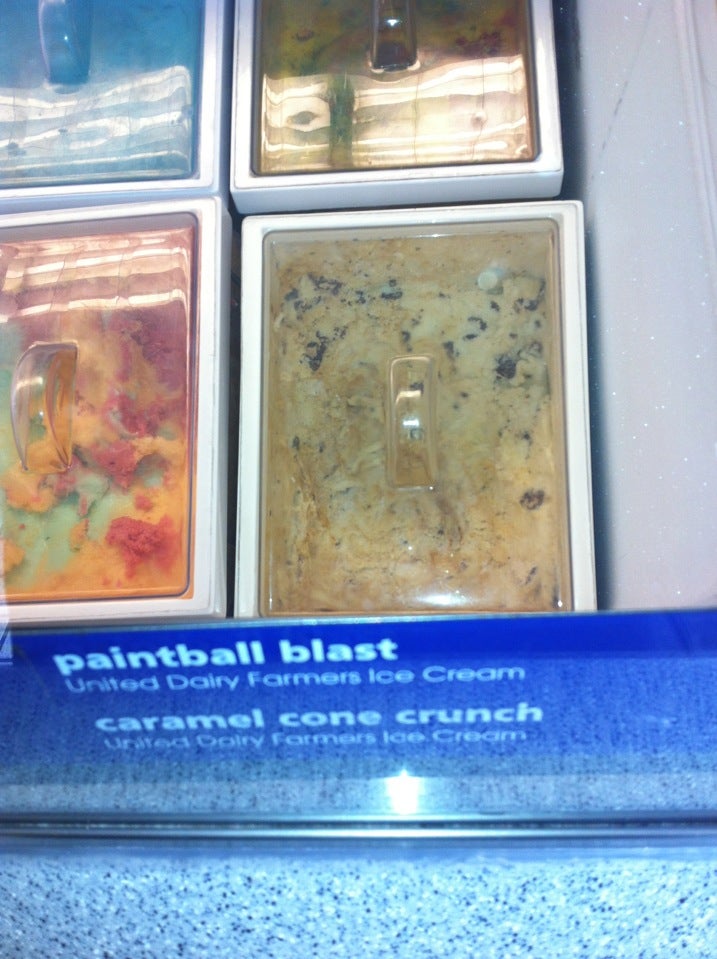 paintball blast
United Dairy Farmers Ice Cream
caramel cone crunch
United Dairy Farmers Ice Cream